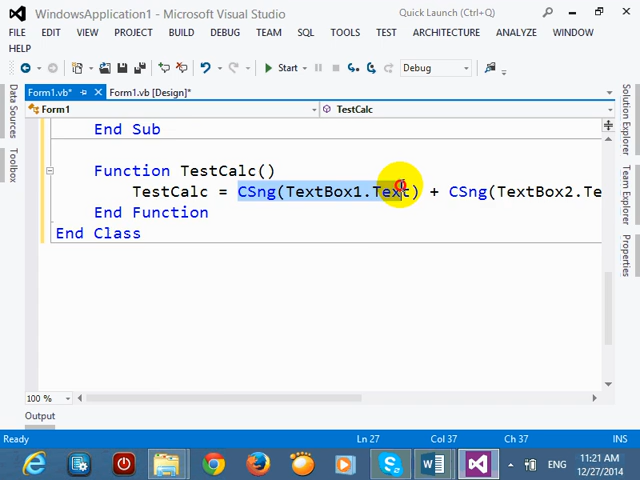 WindowsApplication1 - Microsoft Visual Studio
Quick Launch (Ctrl+Q)
FILE EDIT VIEW PROJECT BUILD DEBUG TEAM SQL TOOLS TEST ARCHITECTURE ANALYZE WINDOW
HELP
Start
Debug
Form1.vb*
Form1.vb [Design]*
Form1
TestCalc
Data Sources
Toolbox
Solution Explorer
Team Explorer
Properties
End Sub
Function TestCalc()
TestCalc = CSng(TextBox1.Text) + CSng(TextBox2.Te
End Function
End Class
100 %
Output
Ready
Ln 27
Col 37
Ch 37
INS
ENG
11:21 AM
12/27/2014